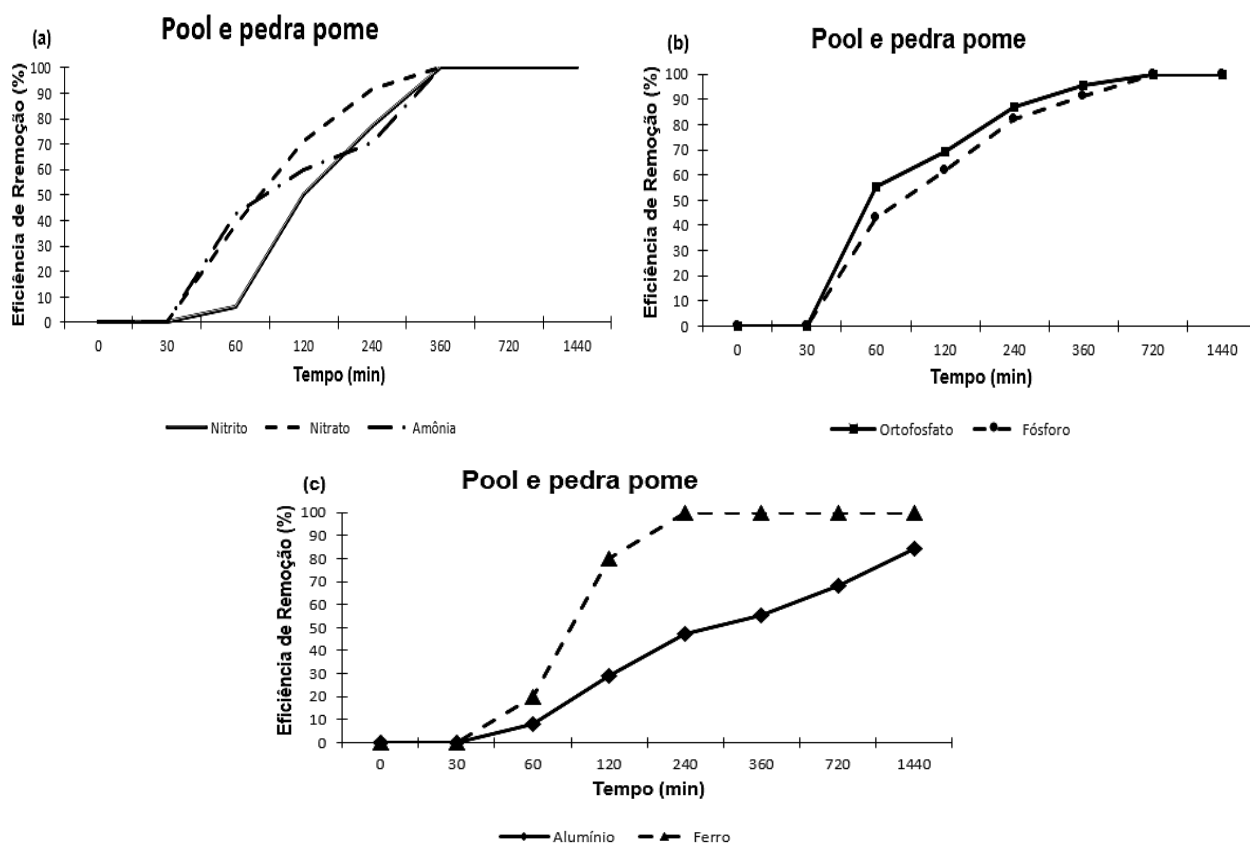 (a)
Pool e pedra pome
Eficiência de Rremoção (%)
100
90
80
70
60
50
40
30
20
10
0
0 30 60 120 240 360 720 1440
Tempo (min)
Nitrito Nitrato Amônia
(b)
Pool e pedra pome
Eficiência de Remoção (%)
100
90
80
70
60
50
40
30
20
10
0
0 30 60 120 240 360 720 1440
Tempo (min)
Ortofosfato Fósforo
(c)
Pool e pedra pome
Eficiência de Remoção (%)
100
90
80
70
60
50
40
30
20
10
0
0 30 60 120 240 360 720 1440
Tempo (min)
Alumínio Ferro